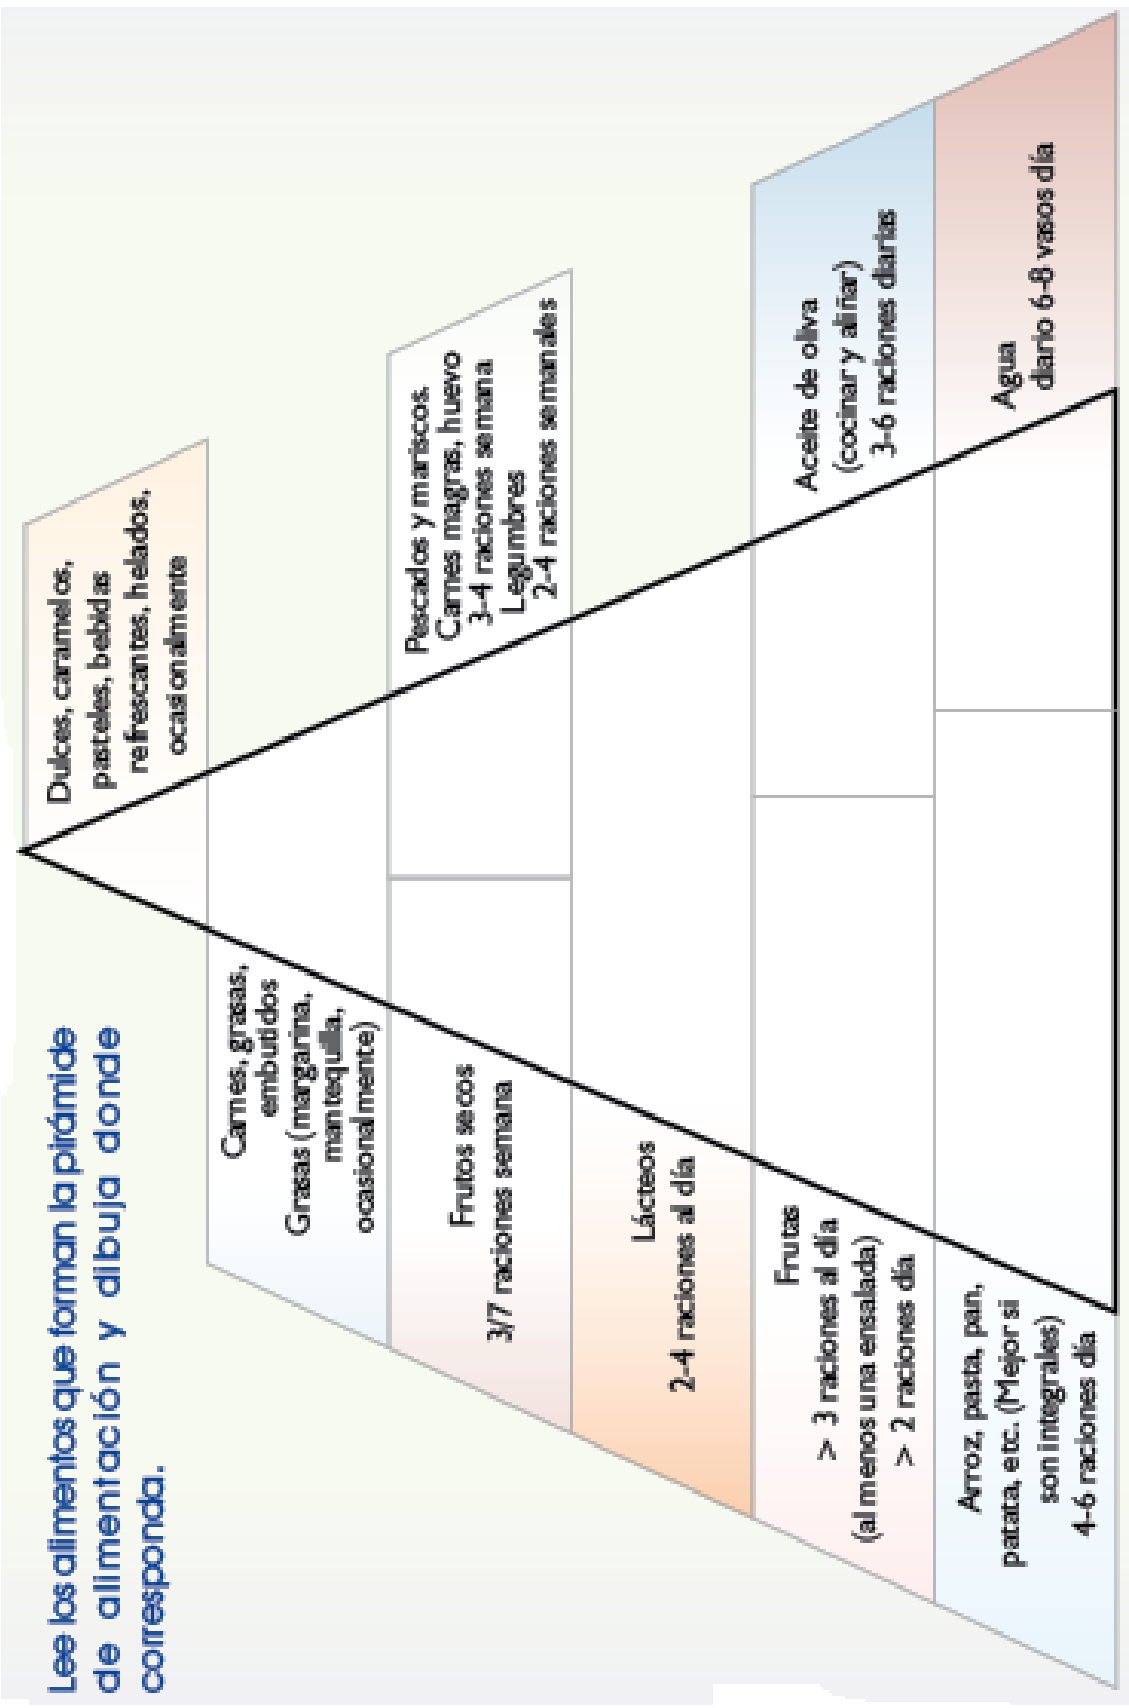 Lee los alimentos que forman la pirámide
de alimentación y dibuja donde
corresponda.
Dulces, caramelos,
pasteles, bebidas
refrescantes, helados,
ocasionalmente
Carnes, grasas,
embutidos
Grasas (margarina,
mantequilla,
ocasionalmente)
Pescados y mariscos.
Carnes magras, huevo
3-4 raciones semana
Legumbres
2-4 raciones semanales
Frutos secos
3/7 raciones semana
Lácteos
2-4 raciones al día
Frutas
> 3 raciones al día
(al menos una ensalada)
> 2 raciones día
Aceite de oliva
(cocinar y aliñar)
3-6 raciones diarias
Arroz, pasta, pan,
patata, etc. (Mejor si
son integrales)
4-6 raciones día
Agua
diario 6-8 vasos día